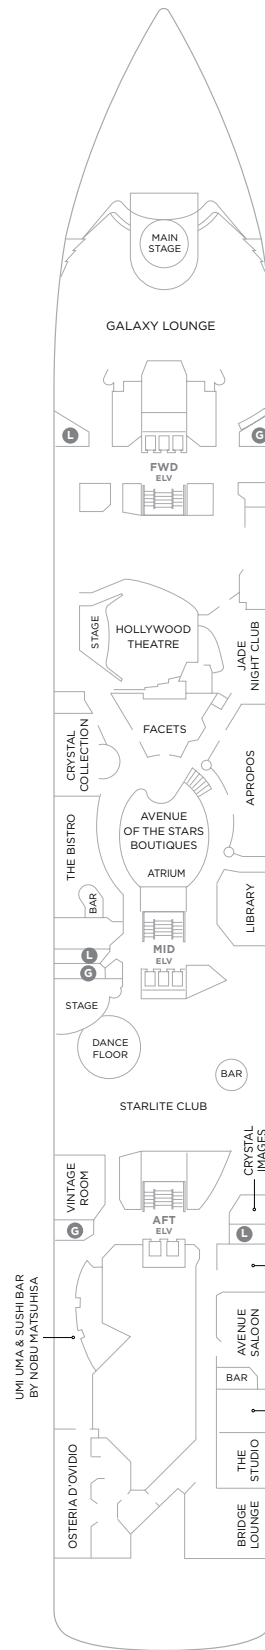 MAIN
STAGE
GALAXY LOUNGE
L
G
FWD
ELV
STAGE
HOLLYWOOD
THEATRE
JADE
NIGHT CLUB
FACETS
CRYSTAL
COLLECTION
APROPOS
AVENUE
OF THE STARS
BOUTIQUES
ATRIUM
THE BISTRO
BAR
LIBRARY
L
G
MID
ELV
STAGE
DANCE
FLOOR
BAR
STARLITE CLUB
CRYSTAL
IMAGES
VINTAGE
ROOM
G
AFT
ELV
L
UMI UMA & SUSHI BAR
BY NOBU MATSUHISA
AVENUE
SALOON
BAR
OSTERIA D'OVIDIO
THE
STUDIO
BRIDGE
LOUNGE